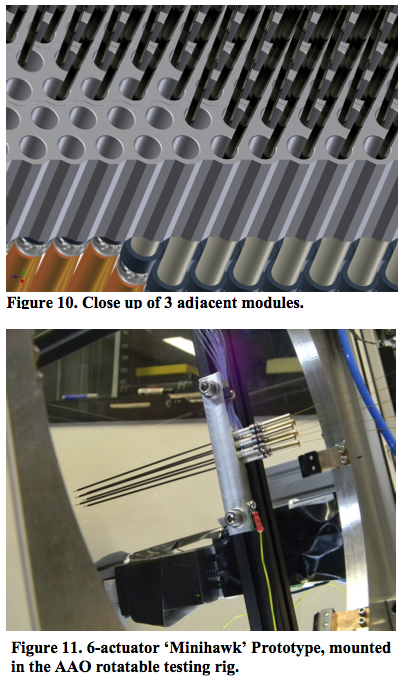 Figure 10. Close up of 3 adjacent modules.
Figure 11. 6-actuator ‘Minihawk’ Prototype, mounted
in the AAO rotatable testing rig.